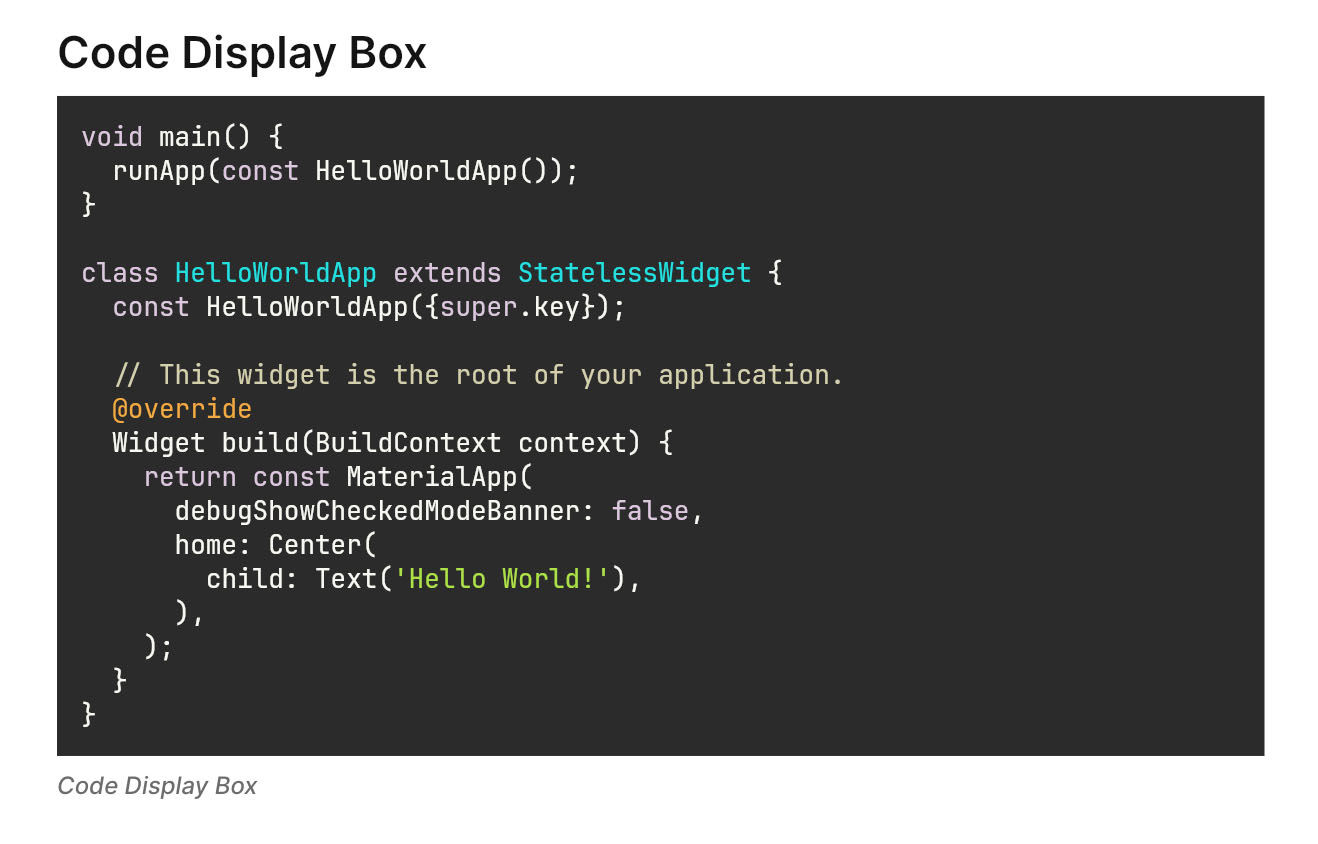 Code Display Box
void main() {
  runApp(const HelloWorldApp());
}

class HelloWorldApp extends StatelessWidget {
  const HelloWorldApp({super.key});

  // This widget is the root of your application.
  @override
  Widget build(BuildContext context) {
    return const MaterialApp(
      debugShowCheckedModeBanner: false,
      home: Center(
        child: Text('Hello World!'),
      ),
    );
  }
}
Code Display Box